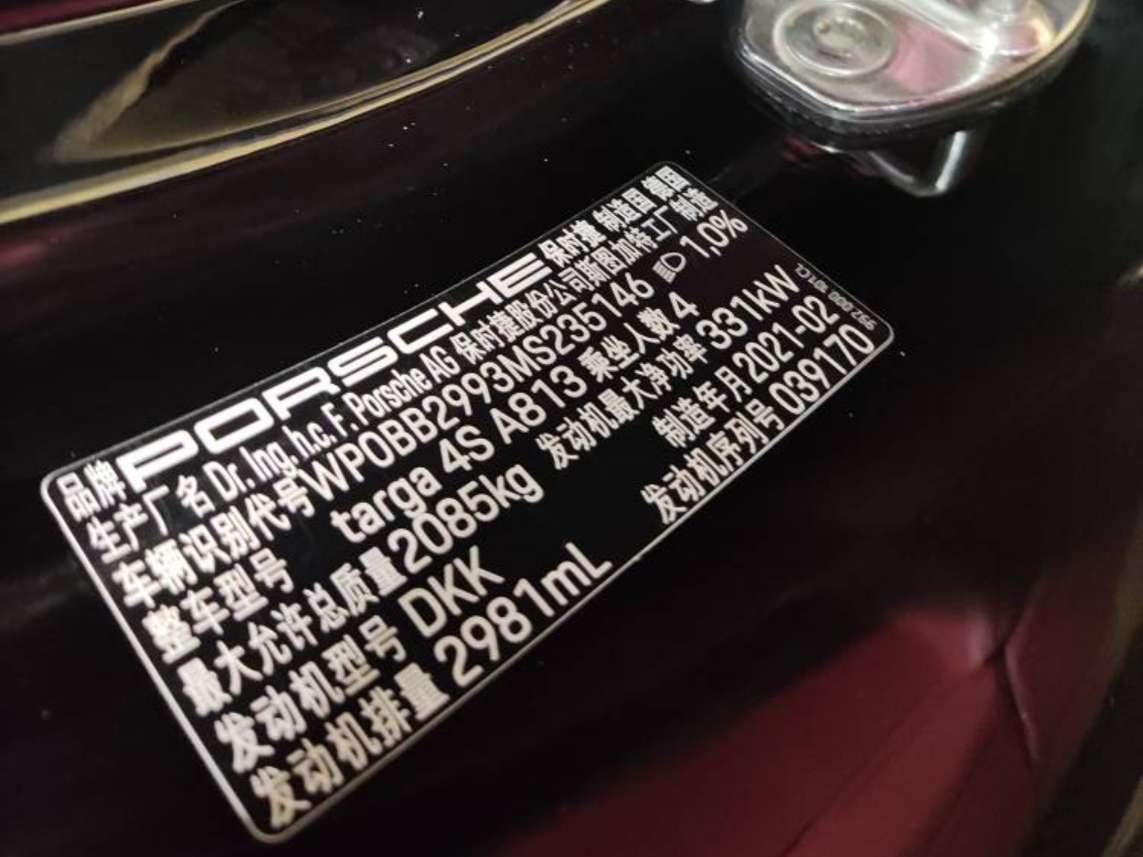 品牌 PORSCHE 保时捷 制造国 德国
生产厂名 Dr. Ing. h.c. F. Porsche AG 保时捷股份公司斯图加特工厂制造
车辆识别代号 WP0BB2993MS235146 1,0%
整车型号 targa 4S A813 乘坐人数 4
最大允许总质量 2085kg 发动机最大净功率 331KW
发动机型号 DKK 制造年月 2021-02
发动机排量 2981mL 发动机序列号 039170